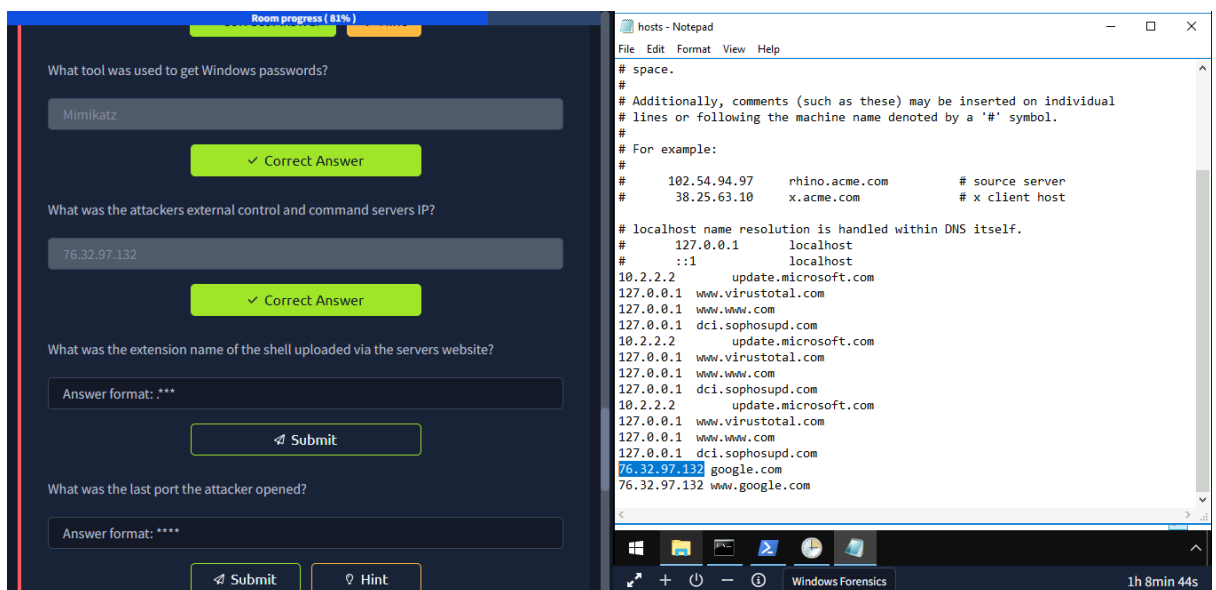 Room progress ( 81% )
What tool was used to get Windows passwords?
Mimikatz
Correct Answer
What was the attackers external control and command servers IP?
76.32.97.132
Correct Answer
What was the extension name of the shell uploaded via the servers website?
Answer format: .***
Submit
What was the last port the attacker opened?
Answer format: ****
Submit
Hint
hosts - Notepad
File Edit Format View Help
# space.
#
# Additionally, comments (such as these) may be inserted on individual
# lines or following the machine name denoted by a '#' symbol.
#
# For example:
#
# 102.54.94.97 rhino.acme.com # source server
# 38.25.63.10 x.acme.com # x client host
# localhost name resolution is handled within DNS itself.
# 127.0.0.1 localhost
# ::1 localhost
10.2.2.2 update.microsoft.com
127.0.0.1 www.virustotal.com
127.0.0.1 www.www.com
127.0.0.1 dci.sophosupd.com
10.2.2.2 update.microsoft.com
127.0.0.1 www.virustotal.com
127.0.0.1 www.www.com
127.0.0.1 dci.sophosupd.com
10.2.2.2 update.microsoft.com
127.0.0.1 www.virustotal.com
127.0.0.1 www.www.com
127.0.0.1 dci.sophosupd.com
76.32.97.132 google.com
76.32.97.132 www.google.com
Windows Forensics
1h 8min 44s